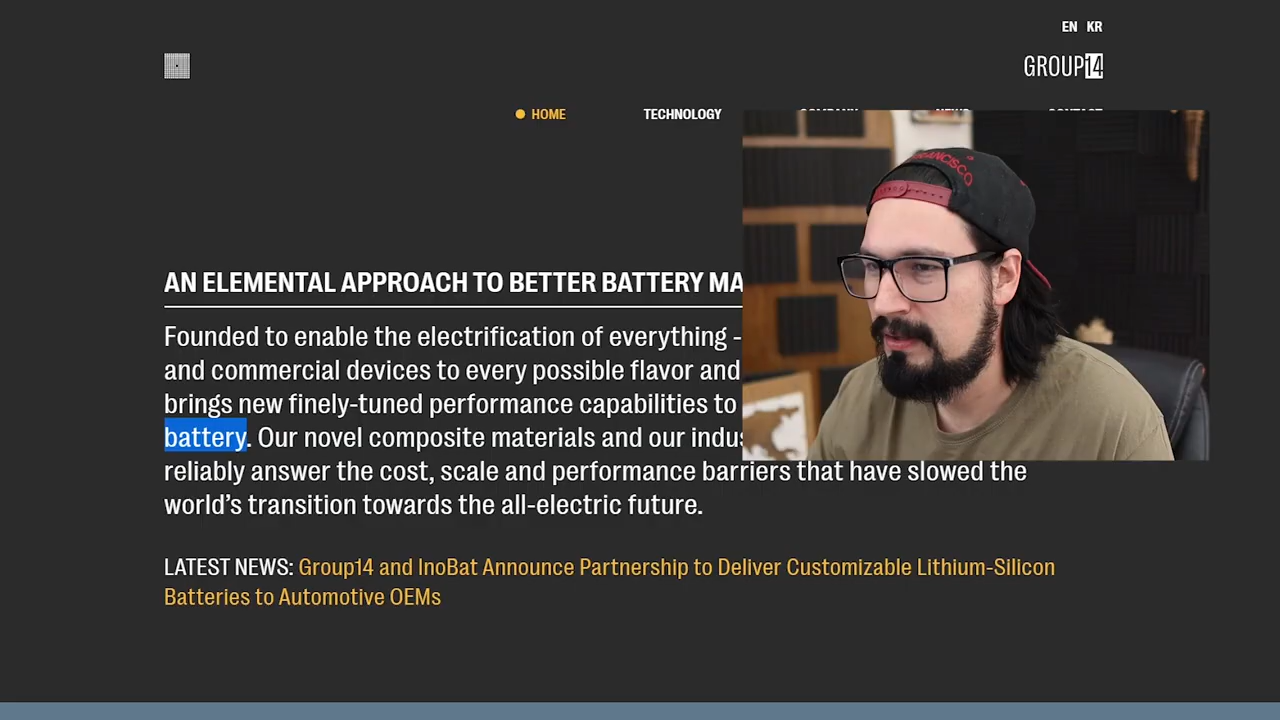 EN KR
GROUP14
HOME TECHNOLOGY COMPANY NEWS CONTACT
AN ELEMENTAL APPROACH TO BETTER BATTERY MA
Founded to enable the electrification of everything -
and commercial devices to every possible flavor and
brings new finely-tuned performance capabilities to
battery. Our novel composite materials and our indus
reliably answer the cost, scale and performance barriers that have slowed the
world’s transition towards the all-electric future.
LATEST NEWS: Group14 and InoBat Announce Partnership to Deliver Customizable Lithium-Silicon
Batteries to Automotive OEMs